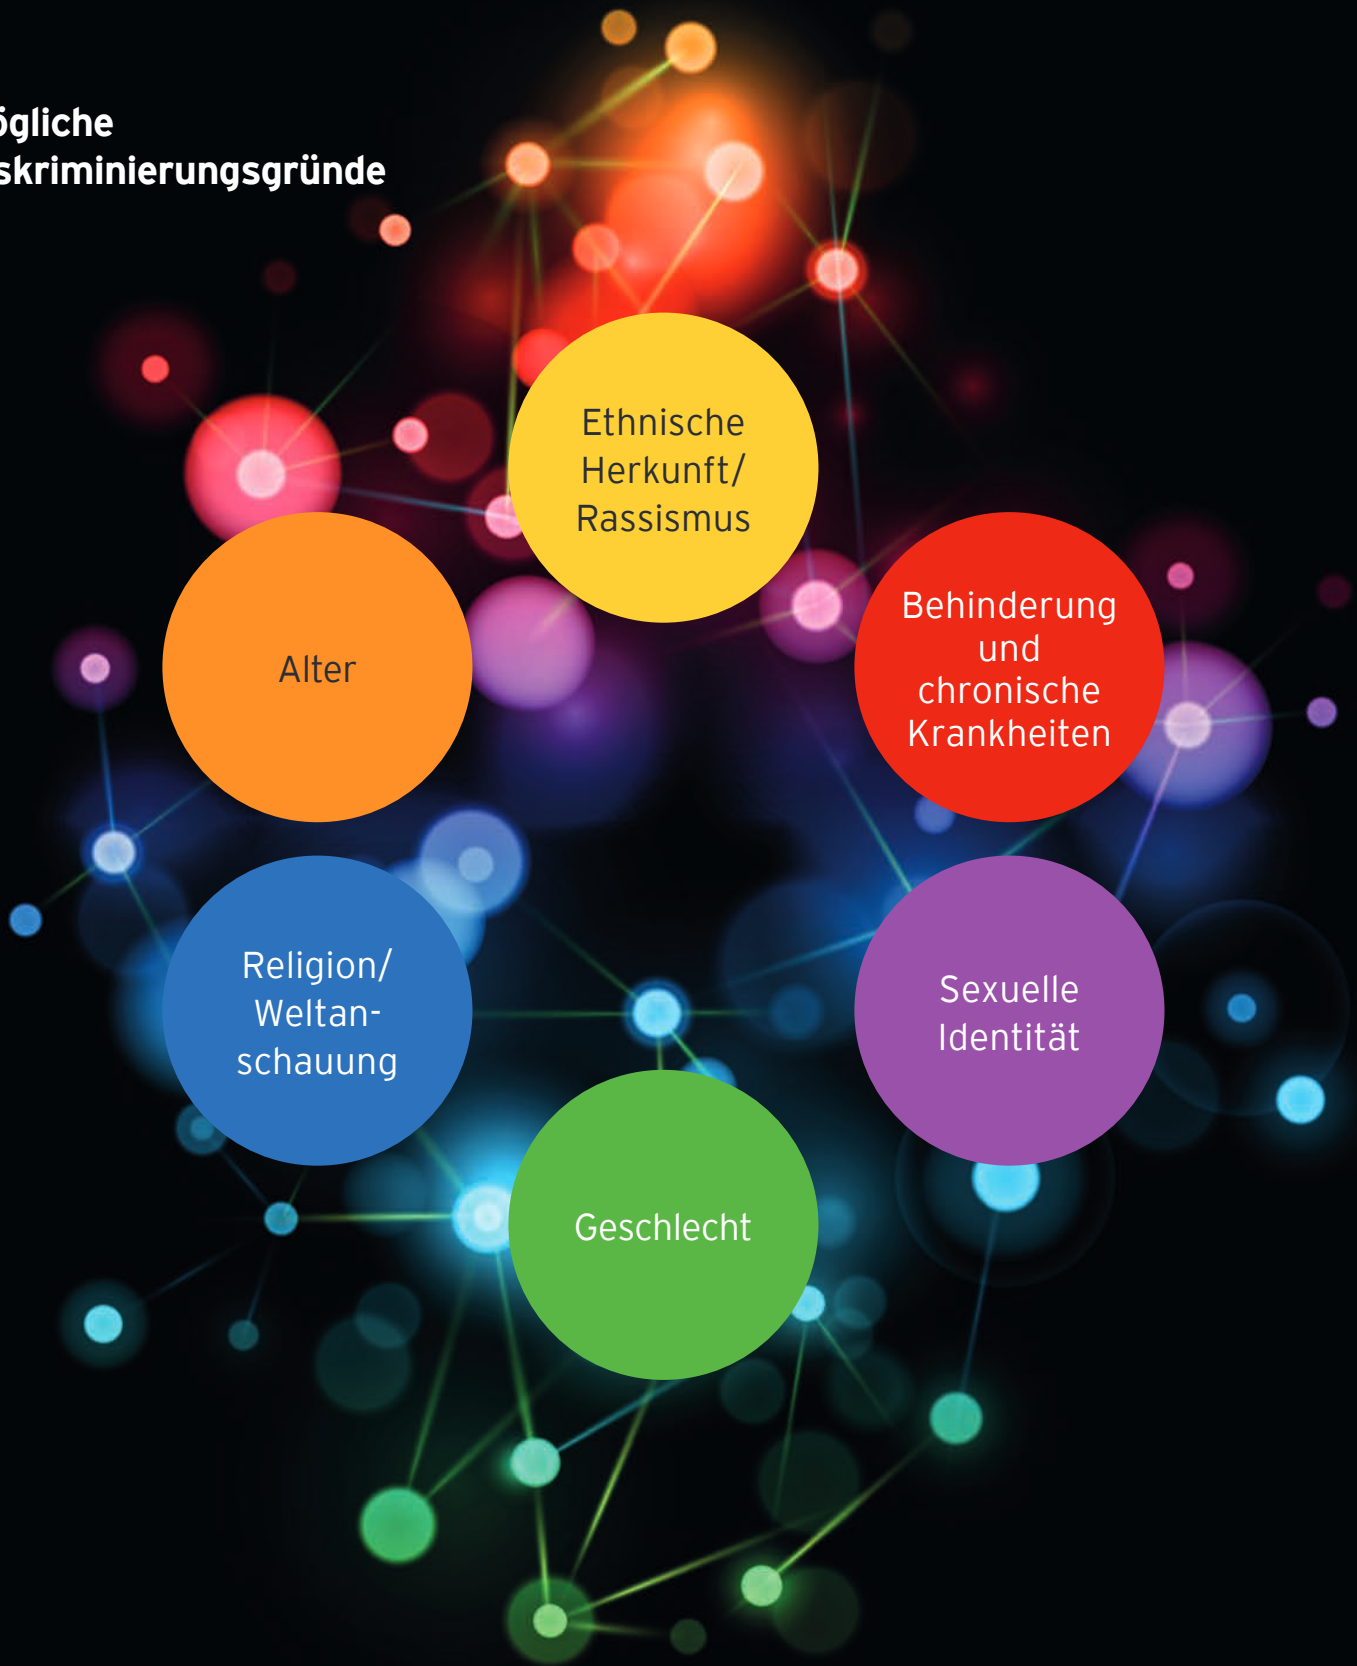 ögliche
skriminierungsgründe
Ethnische
Herkunft/
Rassismus
Behinderung
und
chronische
Krankheiten
Alter
Religion/
Weltan-
schauung
Sexuelle
Identität
Geschlecht